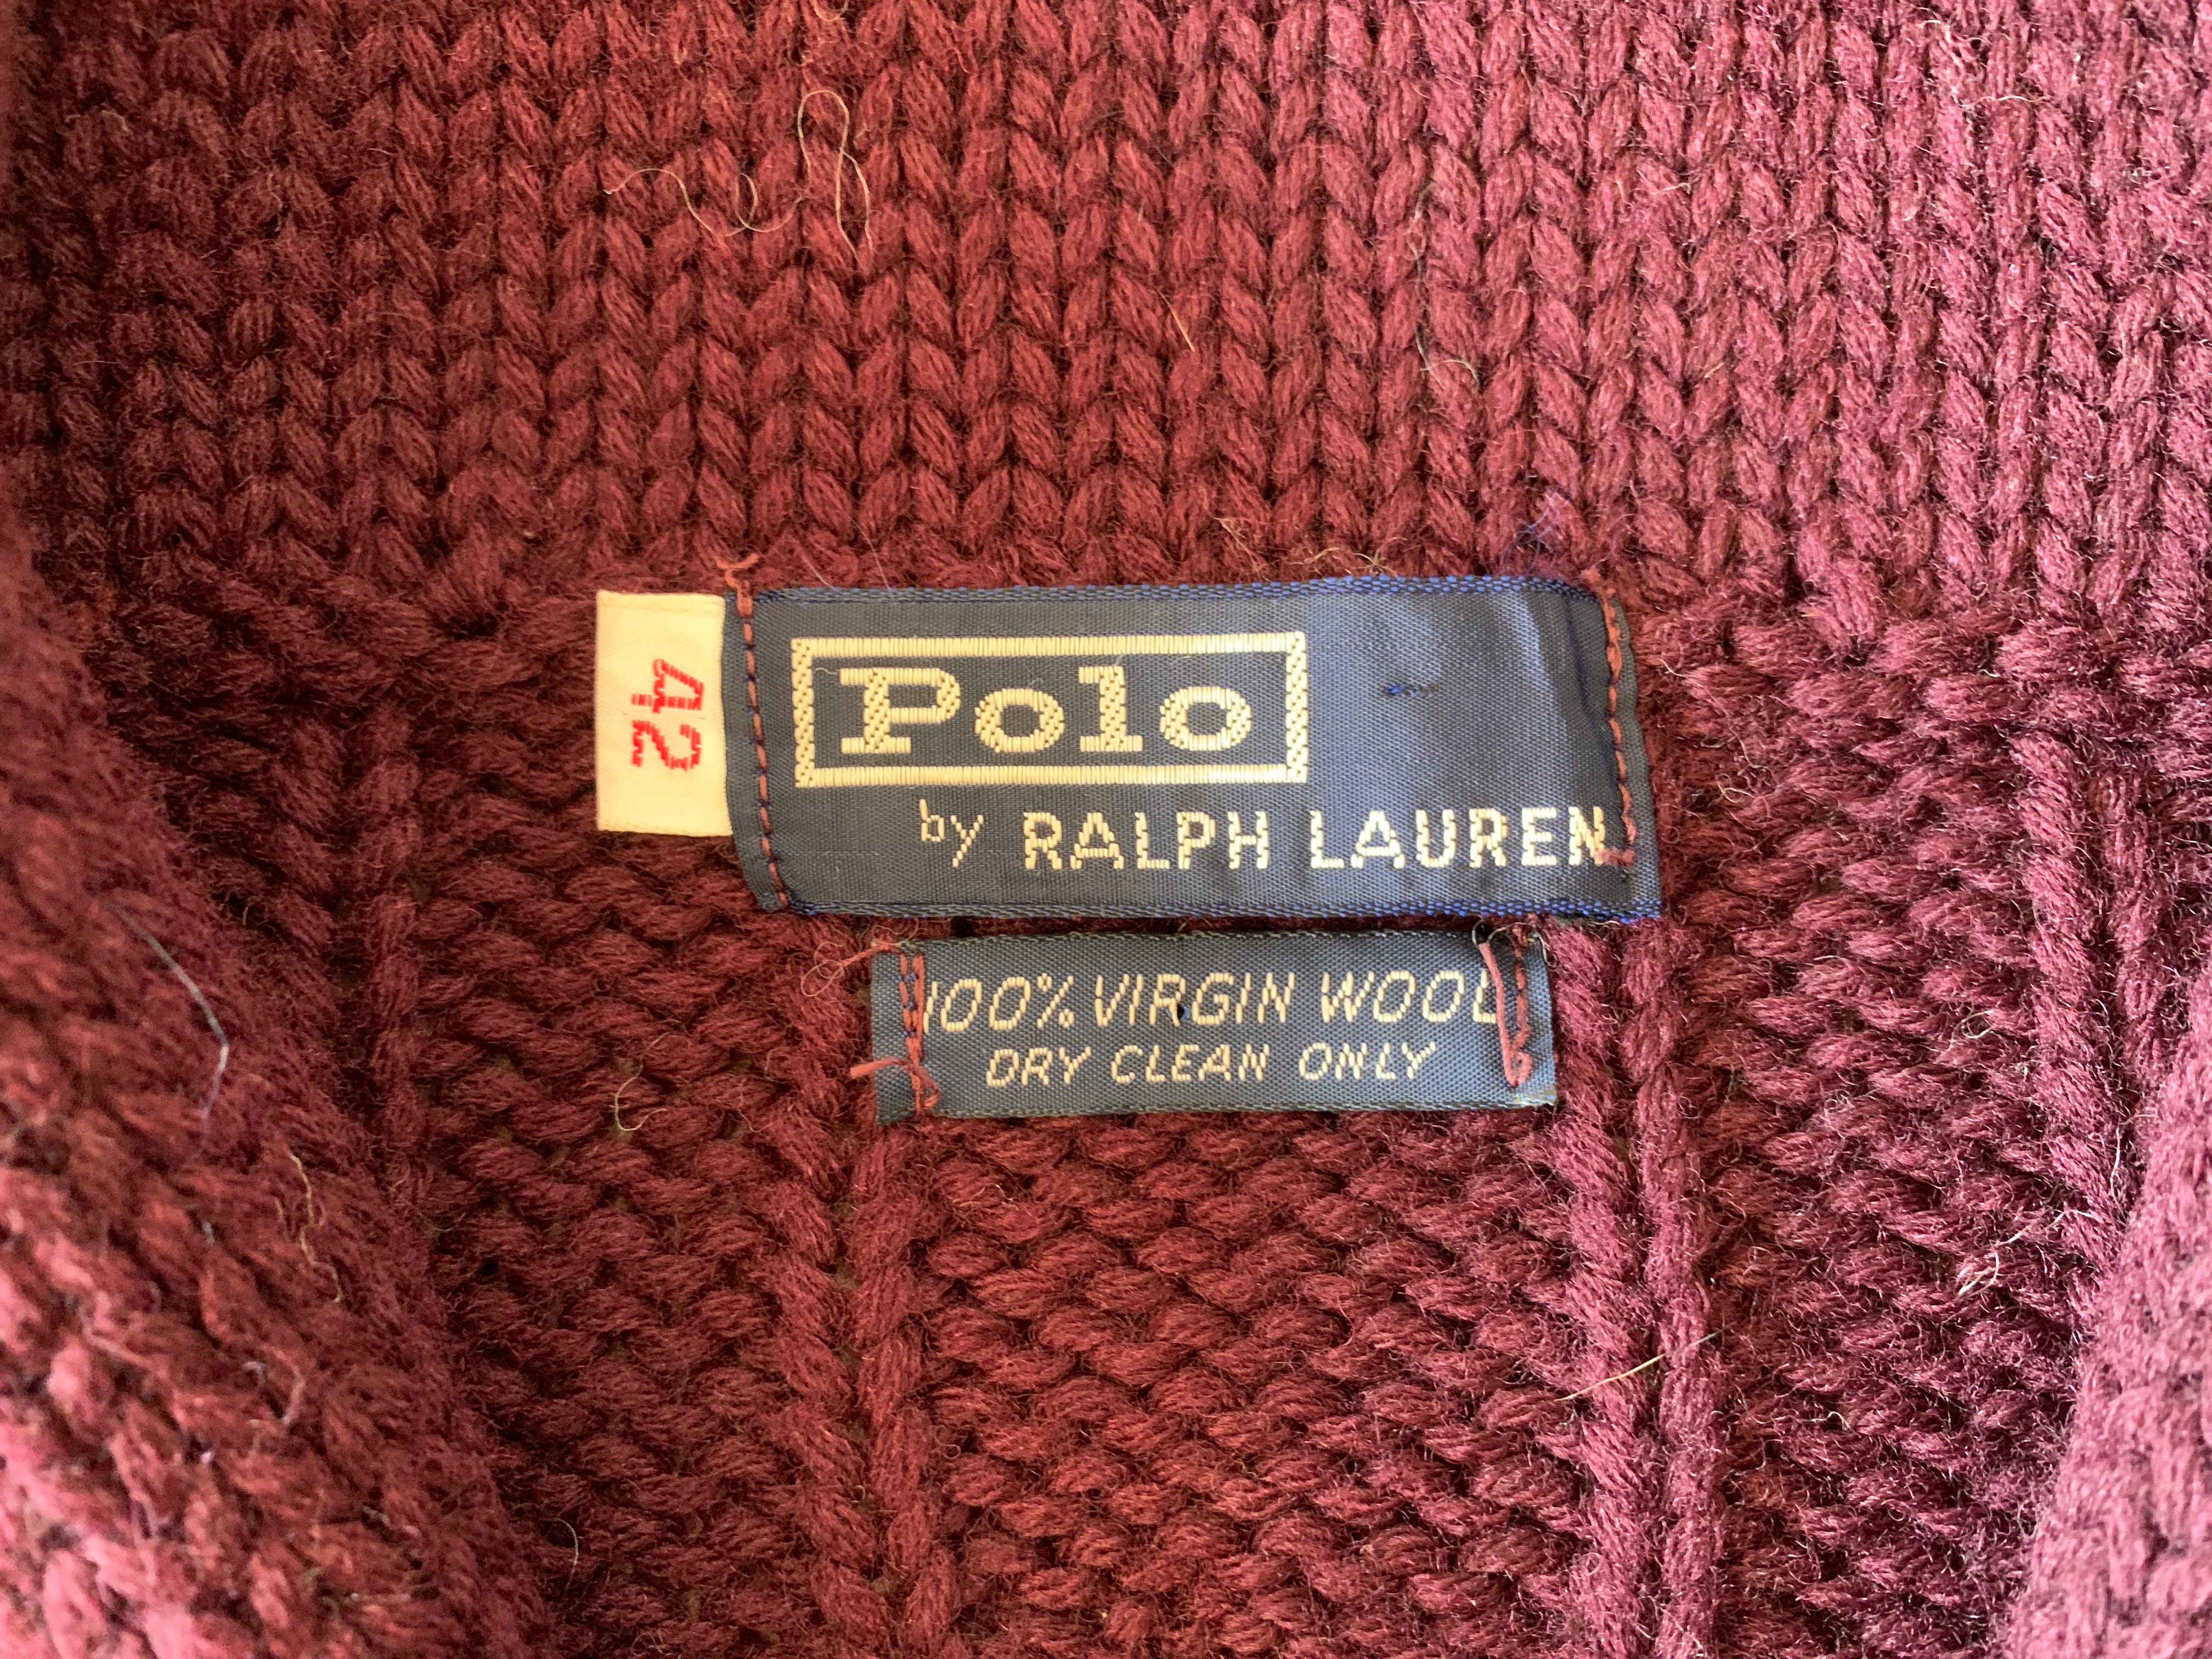 42
Polo
by RALPH LAUREN
100% VIRGIN WOOL
DRY CLEAN ONLY